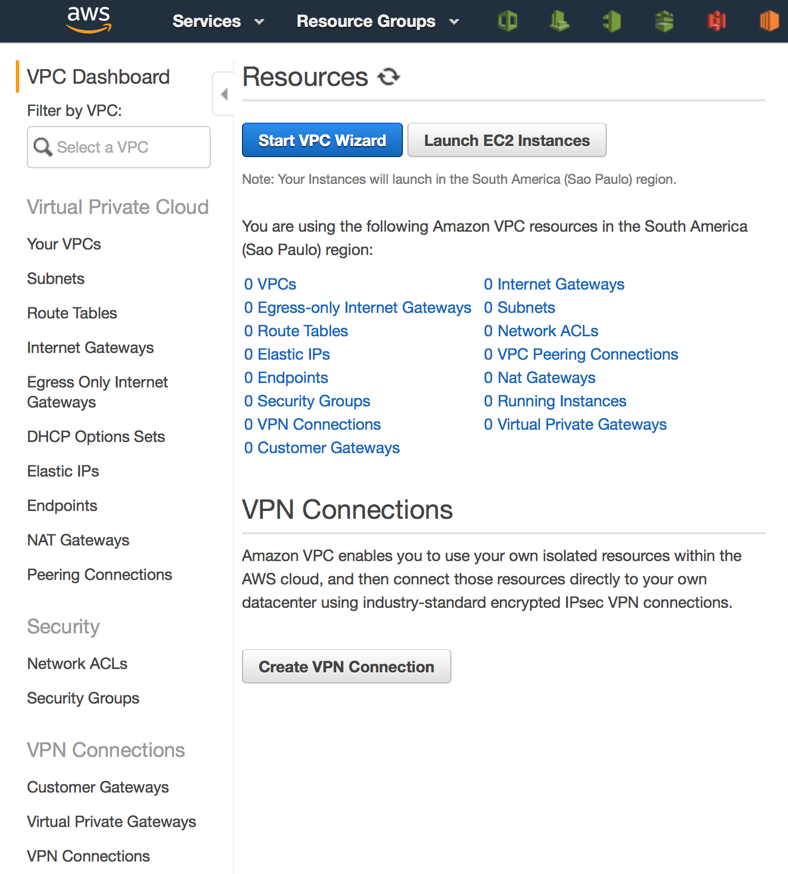 aws
Services
Resource Groups
VPC Dashboard
Filter by VPC:
Select a VPC
Virtual Private Cloud
Your VPCs
Subnets
Route Tables
Internet Gateways
Egress Only Internet
Gateways
DHCP Options Sets
Elastic IPs
Endpoints
NAT Gateways
Peering Connections
Security
Network ACLs
Security Groups
VPN Connections
Customer Gateways
Virtual Private Gateways
VPN Connections
Resources
Start VPC Wizard
Launch EC2 Instances
Note: Your Instances will launch in the South America (Sao Paulo) region.
You are using the following Amazon VPC resources in the South America
(Sao Paulo) region:
0 VPCs
0 Internet Gateways
0 Egress-only Internet Gateways
0 Subnets
0 Route Tables
0 Network ACLs
0 Elastic IPs
0 VPC Peering Connections
0 Endpoints
0 Nat Gateways
0 Security Groups
0 Running Instances
0 VPN Connections
0 Virtual Private Gateways
0 Customer Gateways
VPN Connections
Amazon VPC enables you to use your own isolated resources within the
AWS cloud, and then connect those resources directly to your own
datacenter using industry-standard encrypted IPsec VPN connections.
Create VPN Connection